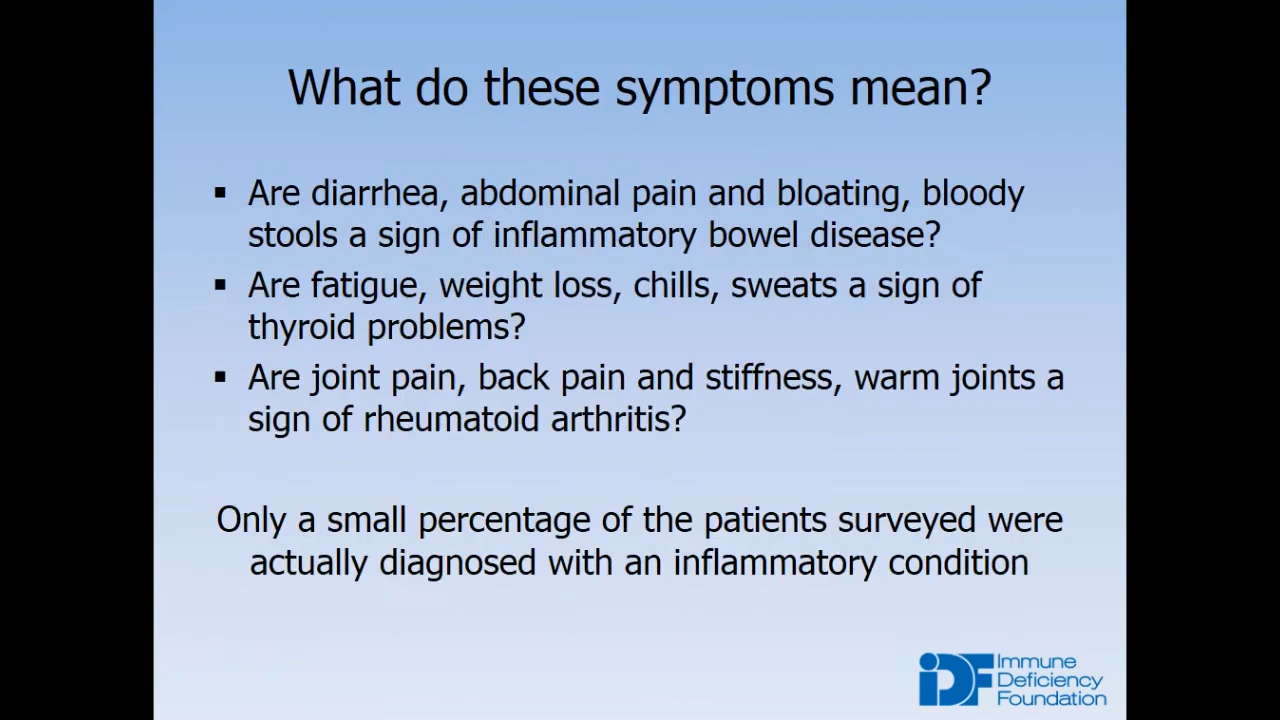 What do these symptoms mean?
▪ Are diarrhea, abdominal pain and bloating, bloody
stools a sign of inflammatory bowel disease?
▪ Are fatigue, weight loss, chills, sweats a sign of
thyroid problems?
▪ Are joint pain, back pain and stiffness, warm joints a
sign of rheumatoid arthritis?
Only a small percentage of the patients surveyed were
actually diagnosed with an inflammatory condition
iDF
Immune
Deficiency
Foundation